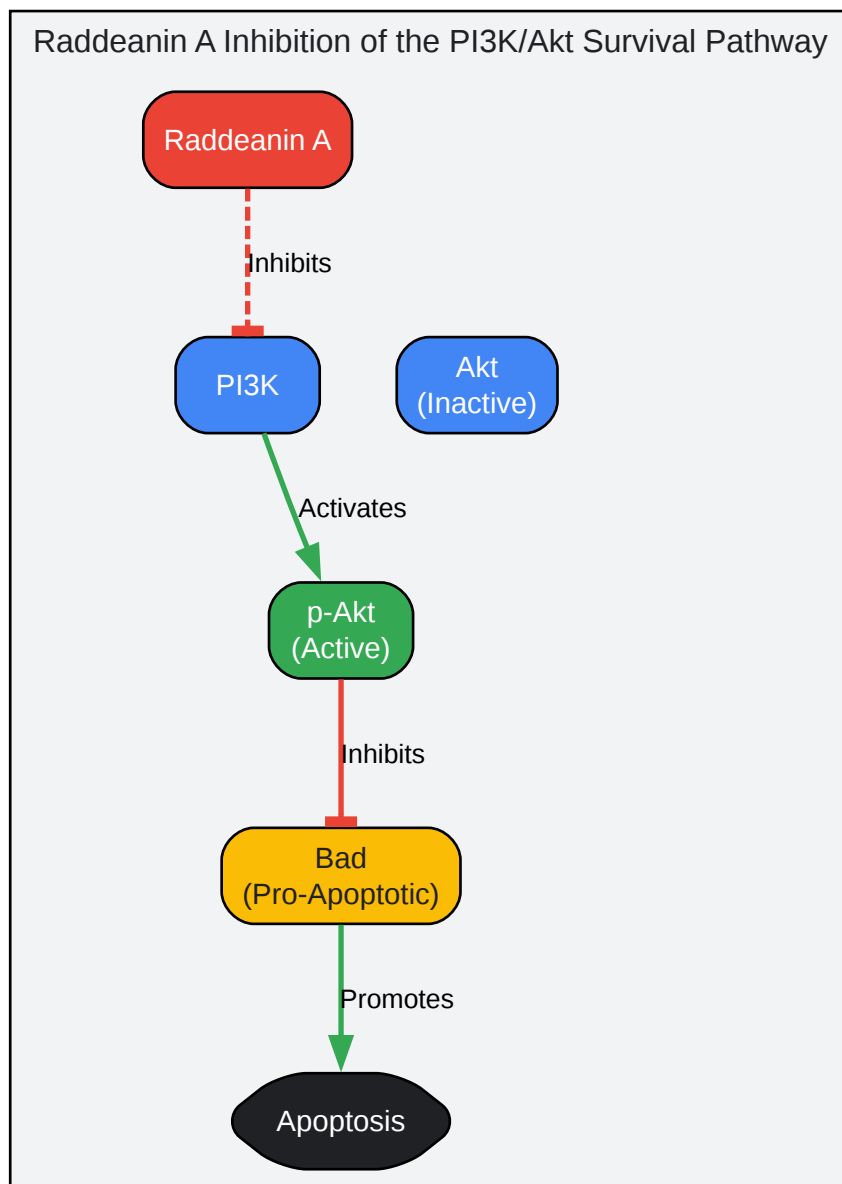 Raddeanin A Inhibition of the PI3K/Akt Survival Pathway
Raddeanin A
Inhibits
PI3K
Akt
(Inactive)
Activates
p-Akt
(Active)
Inhibits
Bad
(Pro-Apoptotic)
Promotes
Apoptosis